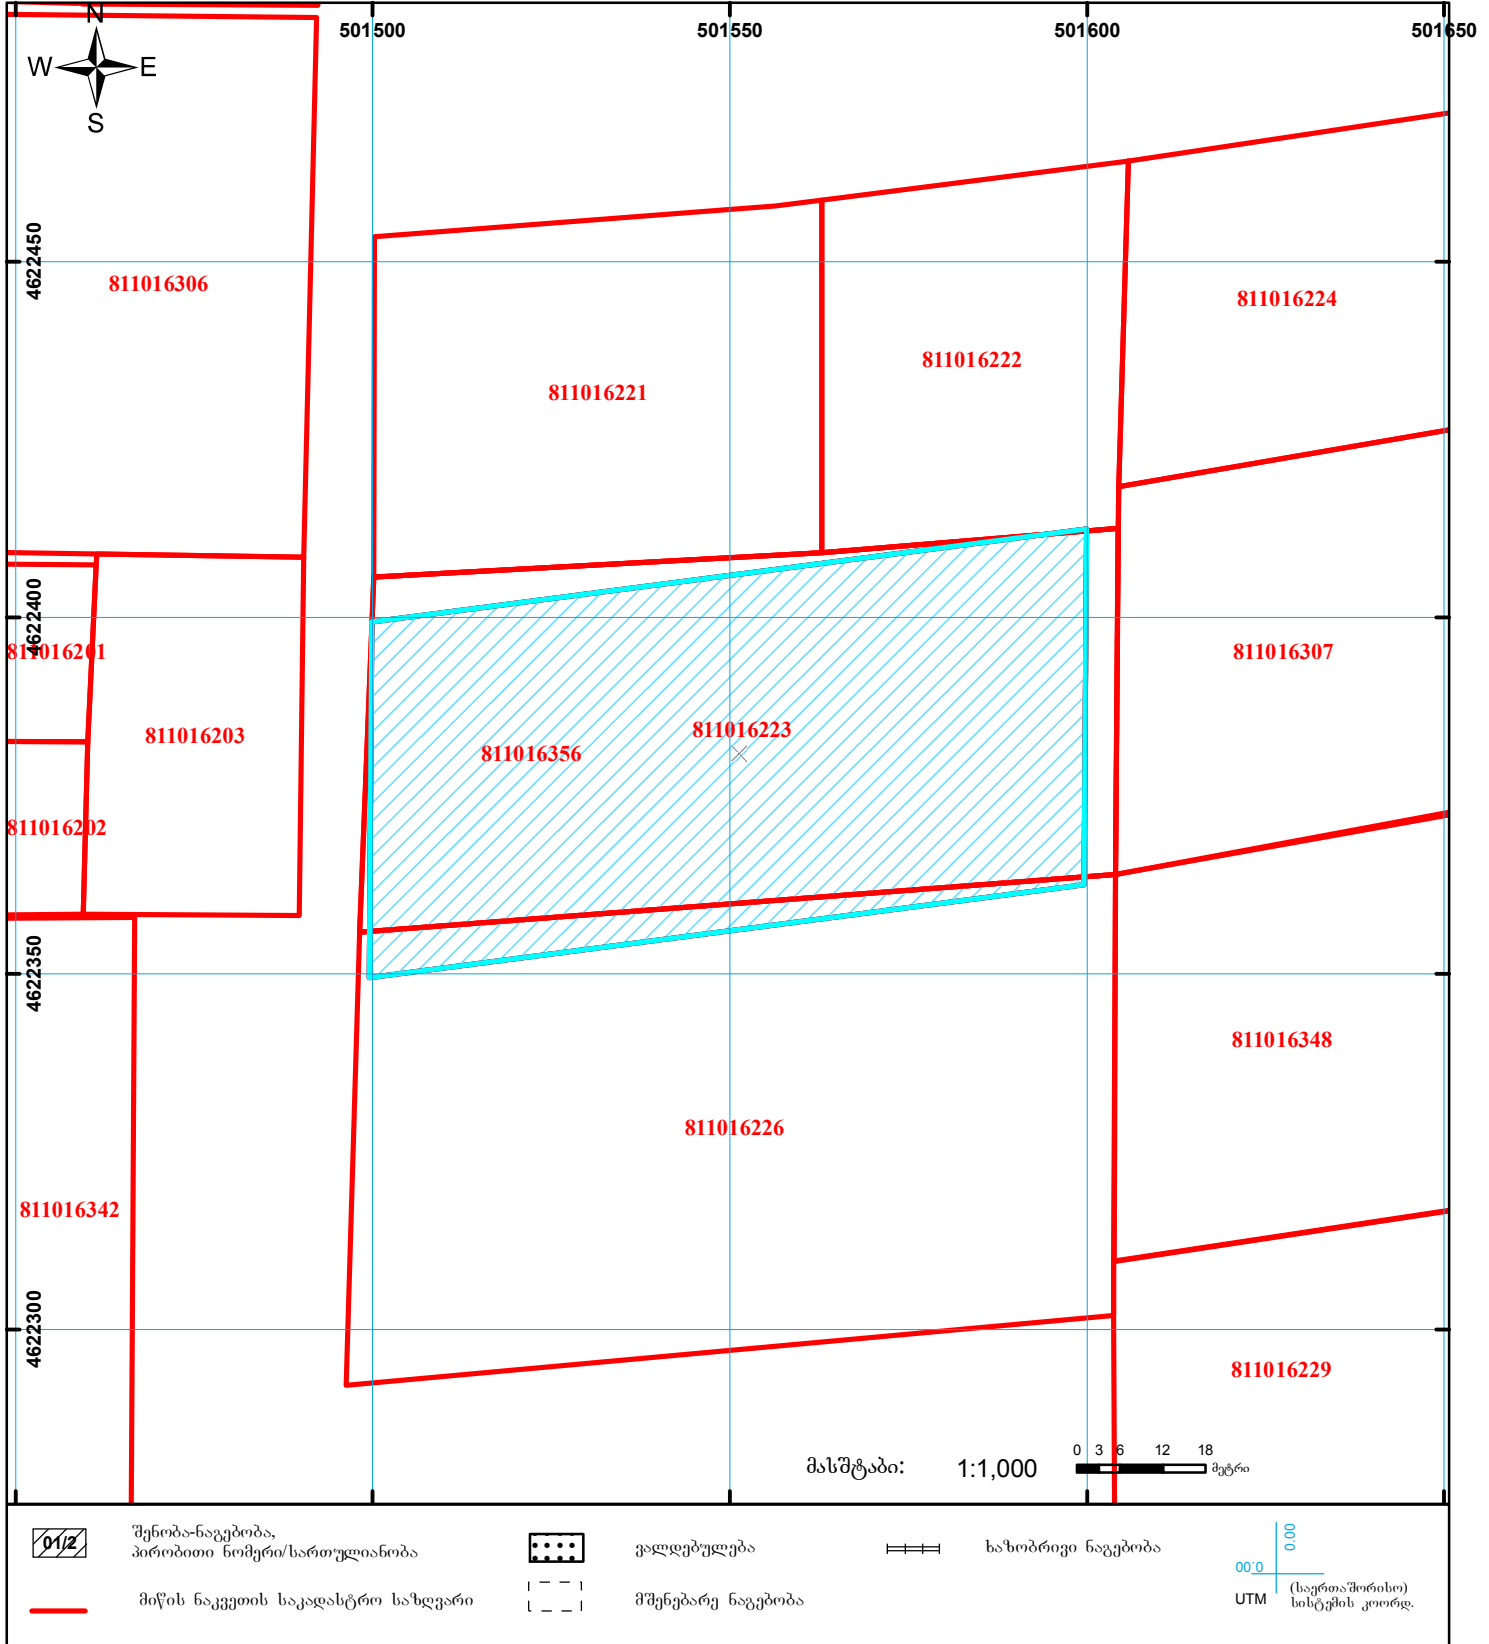 N
W E
S
501500 501550 501600 501650
4622450
4622400
4622350
4622300
811016306
811016224
811016222
811016221
811016201
811016307
811016203
811016223
811016356
811016202
811016348
811016226
811016342
811016229
მასშტაბი: 1:1,000
0 3 6 12 18
მეტრი
01/2
შენობა-ნაგებობა,
პირობითი ნომერი/სართულიანობა
ვალდებულება
ხაზობრივი ნაგებობა
0.00
0.00
მიწის ნაკვეთის საკადასტრო საზღვარი
მშენებარე ნაგებობა
UTM
(საერთაშორისო)
სისტემის კოორდ.